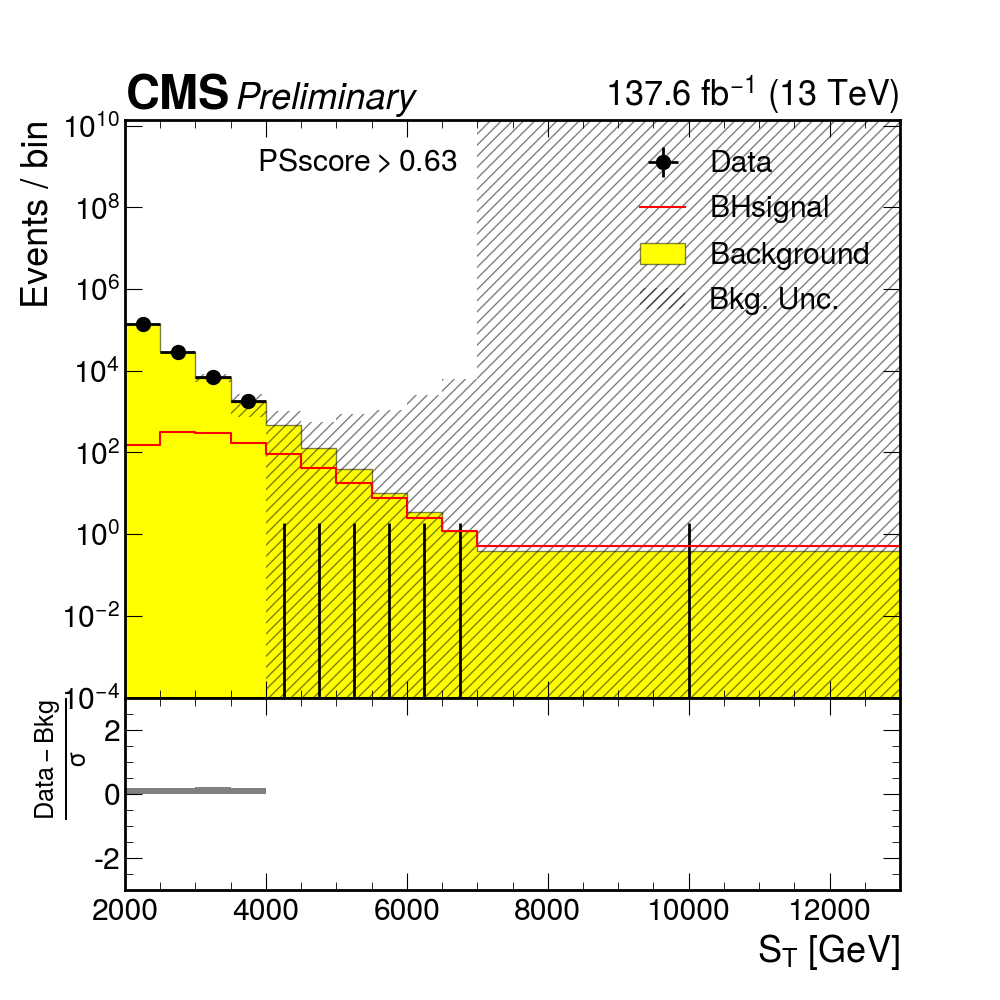 CMS Preliminary
137.6 fb⁻¹ (13 TeV)
Events / bin
10¹⁰
10⁸
10⁶
10⁴
10²
10⁰
10⁻²
10⁻⁴
PSscore > 0.63
Data
BHsignal
Background
Bkg. Unc.
Data – Bkg
σ
2
0
-2
2000 4000 6000 8000 10000 12000
S_T [GeV]